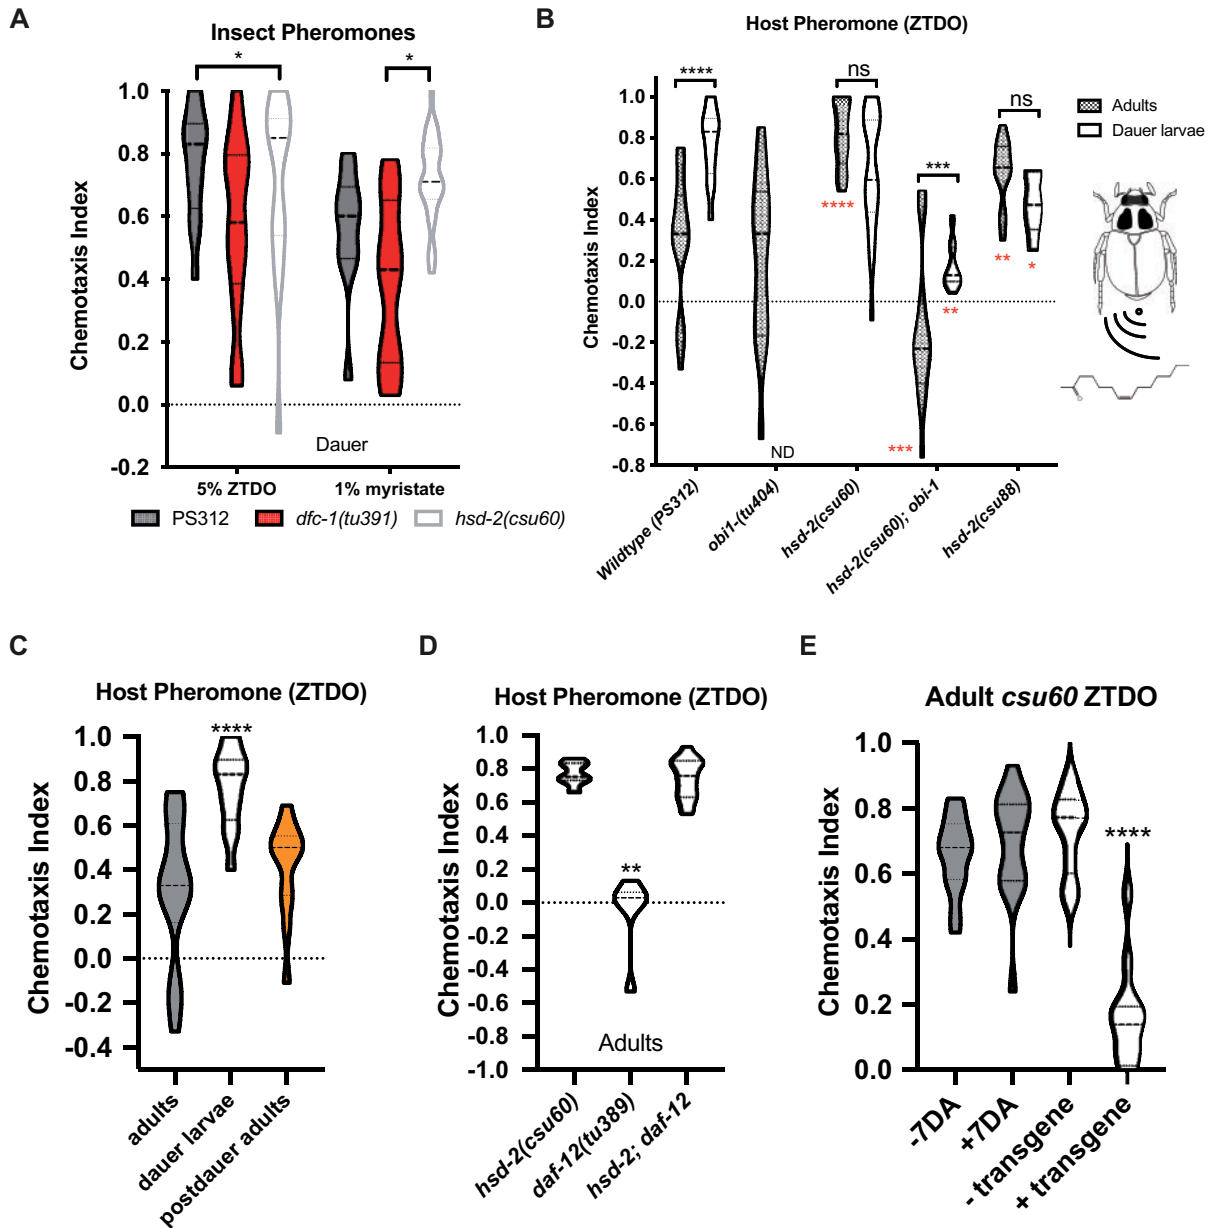 A
Insect Pheromones
*
*
Chemotaxis Index
1.0
0.8
0.6
0.4
0.2
0.0
-0.2
Dauer
5% ZTDO
1% myristate
PS312
dfc-1(tu391)
hsd-2(csu60)
B
Host Pheromone (ZTDO)
****
ns
ns
***
****
**
*
**
***
Chemotaxis Index
1.0
0.8
0.6
0.4
0.2
0.0
-0.2
-0.4
-0.6
-0.8
ND
Wildtype (PS312)
obi1-(tu404)
hsd-2(csu60)
hsd-2(csu60); obi-1
hsd-2(csu88)
Adults
Dauer larvae
C
Host Pheromone (ZTDO)
****
Chemotaxis Index
1.0
0.8
0.6
0.4
0.2
0.0
-0.2
-0.4
adults
dauer larvae
postdauer adults
D
Host Pheromone (ZTDO)
**
Chemotaxis Index
1.0
0.8
0.6
0.4
0.2
0.0
-0.2
-0.4
-0.6
-0.8
-1.0
Adults
hsd-2(csu60)
daf-12(tu389)
hsd-2; daf-12
E
Adult csu60 ZTDO
****
Chemotaxis Index
1.0
0.8
0.6
0.4
0.2
0.0
-7DA
+7DA
- transgene
+ transgene